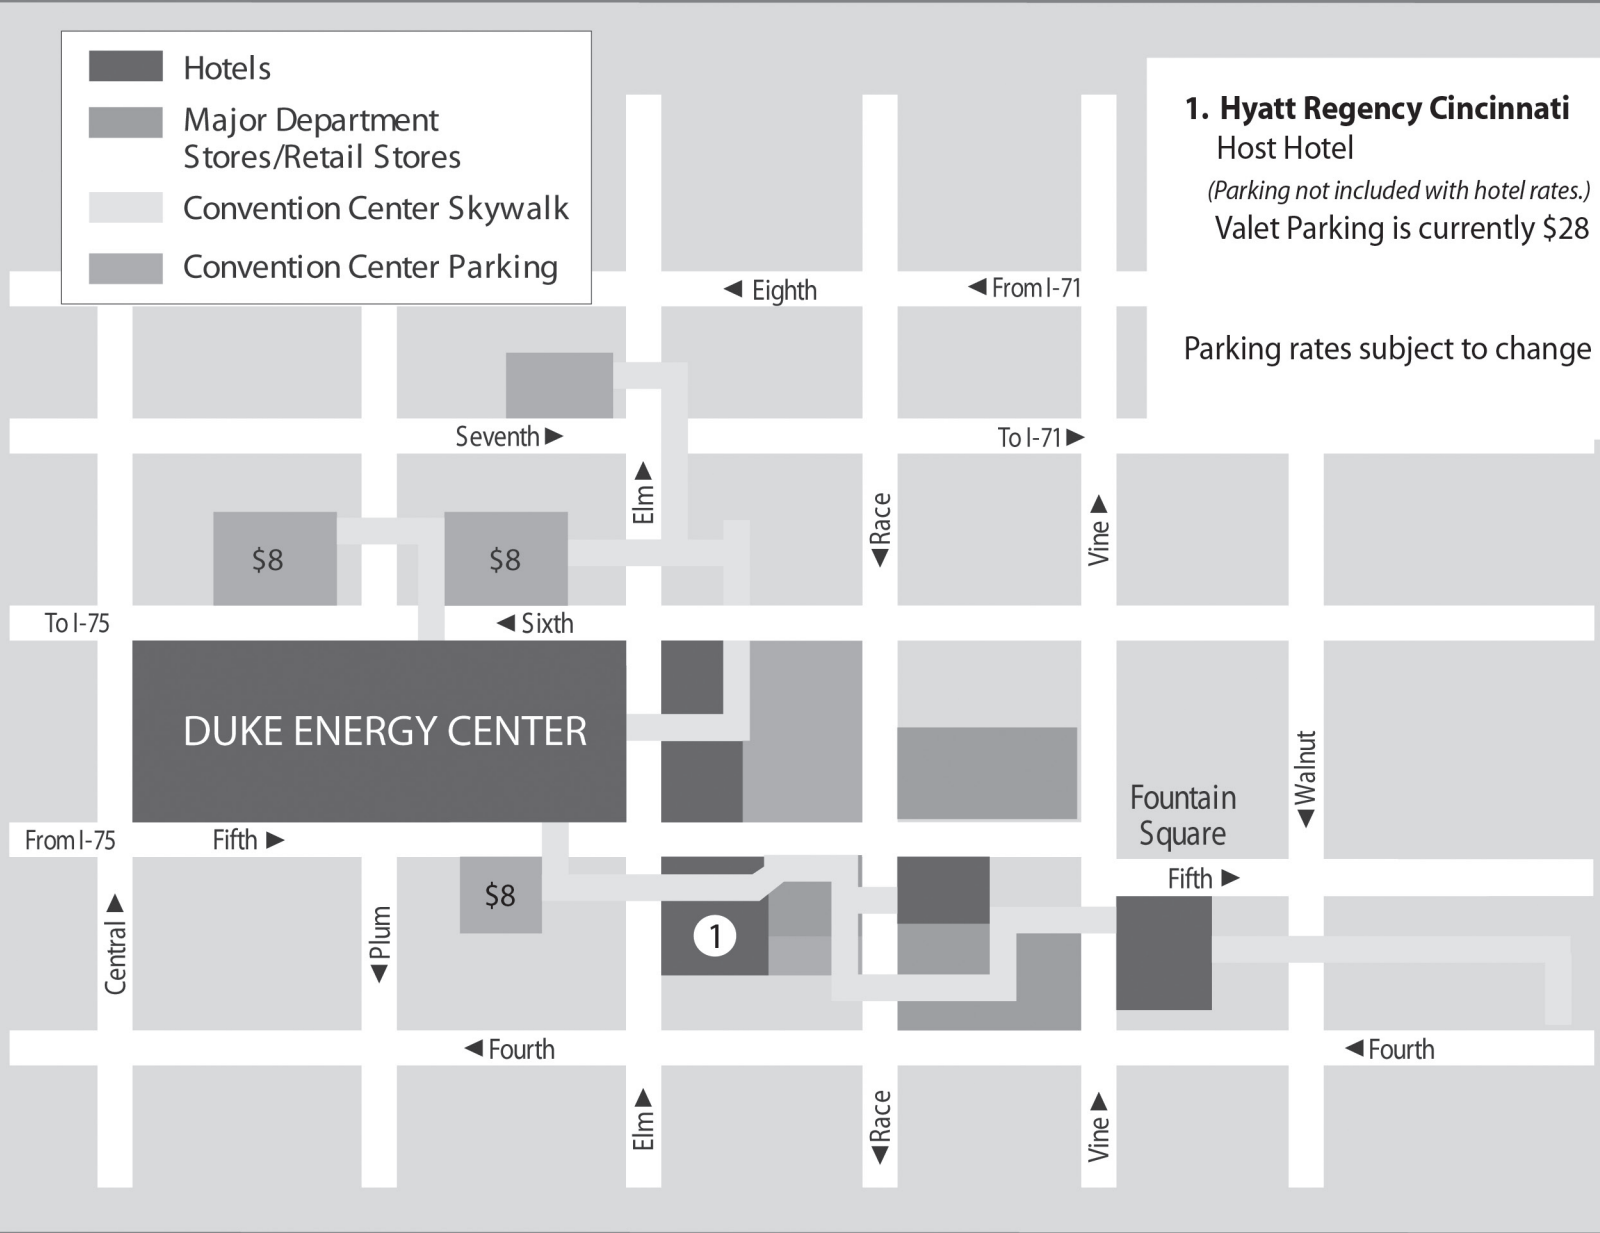 Hotels
Major Department
Stores/Retail Stores
Convention Center Skywalk
Convention Center Parking
1. Hyatt Regency Cincinnati
Host Hotel
(Parking not included with hotel rates.)
Valet Parking is currently $28
Parking rates subject to change
◄ Eighth
◄ From I-71
Seventh ►
To I-71 ►
Elm ►
◄ Race
Vine ►
$8
$8
To I-75
◄ Sixth
DUKE ENERGY CENTER
◄ Walnut
Fountain
Square
From I-75
Fifth ►
Fifth ►
$8
Central ►
◄ Plum
1
◄ Fourth
◄ Fourth
Elm ►
◄ Race
Vine ►